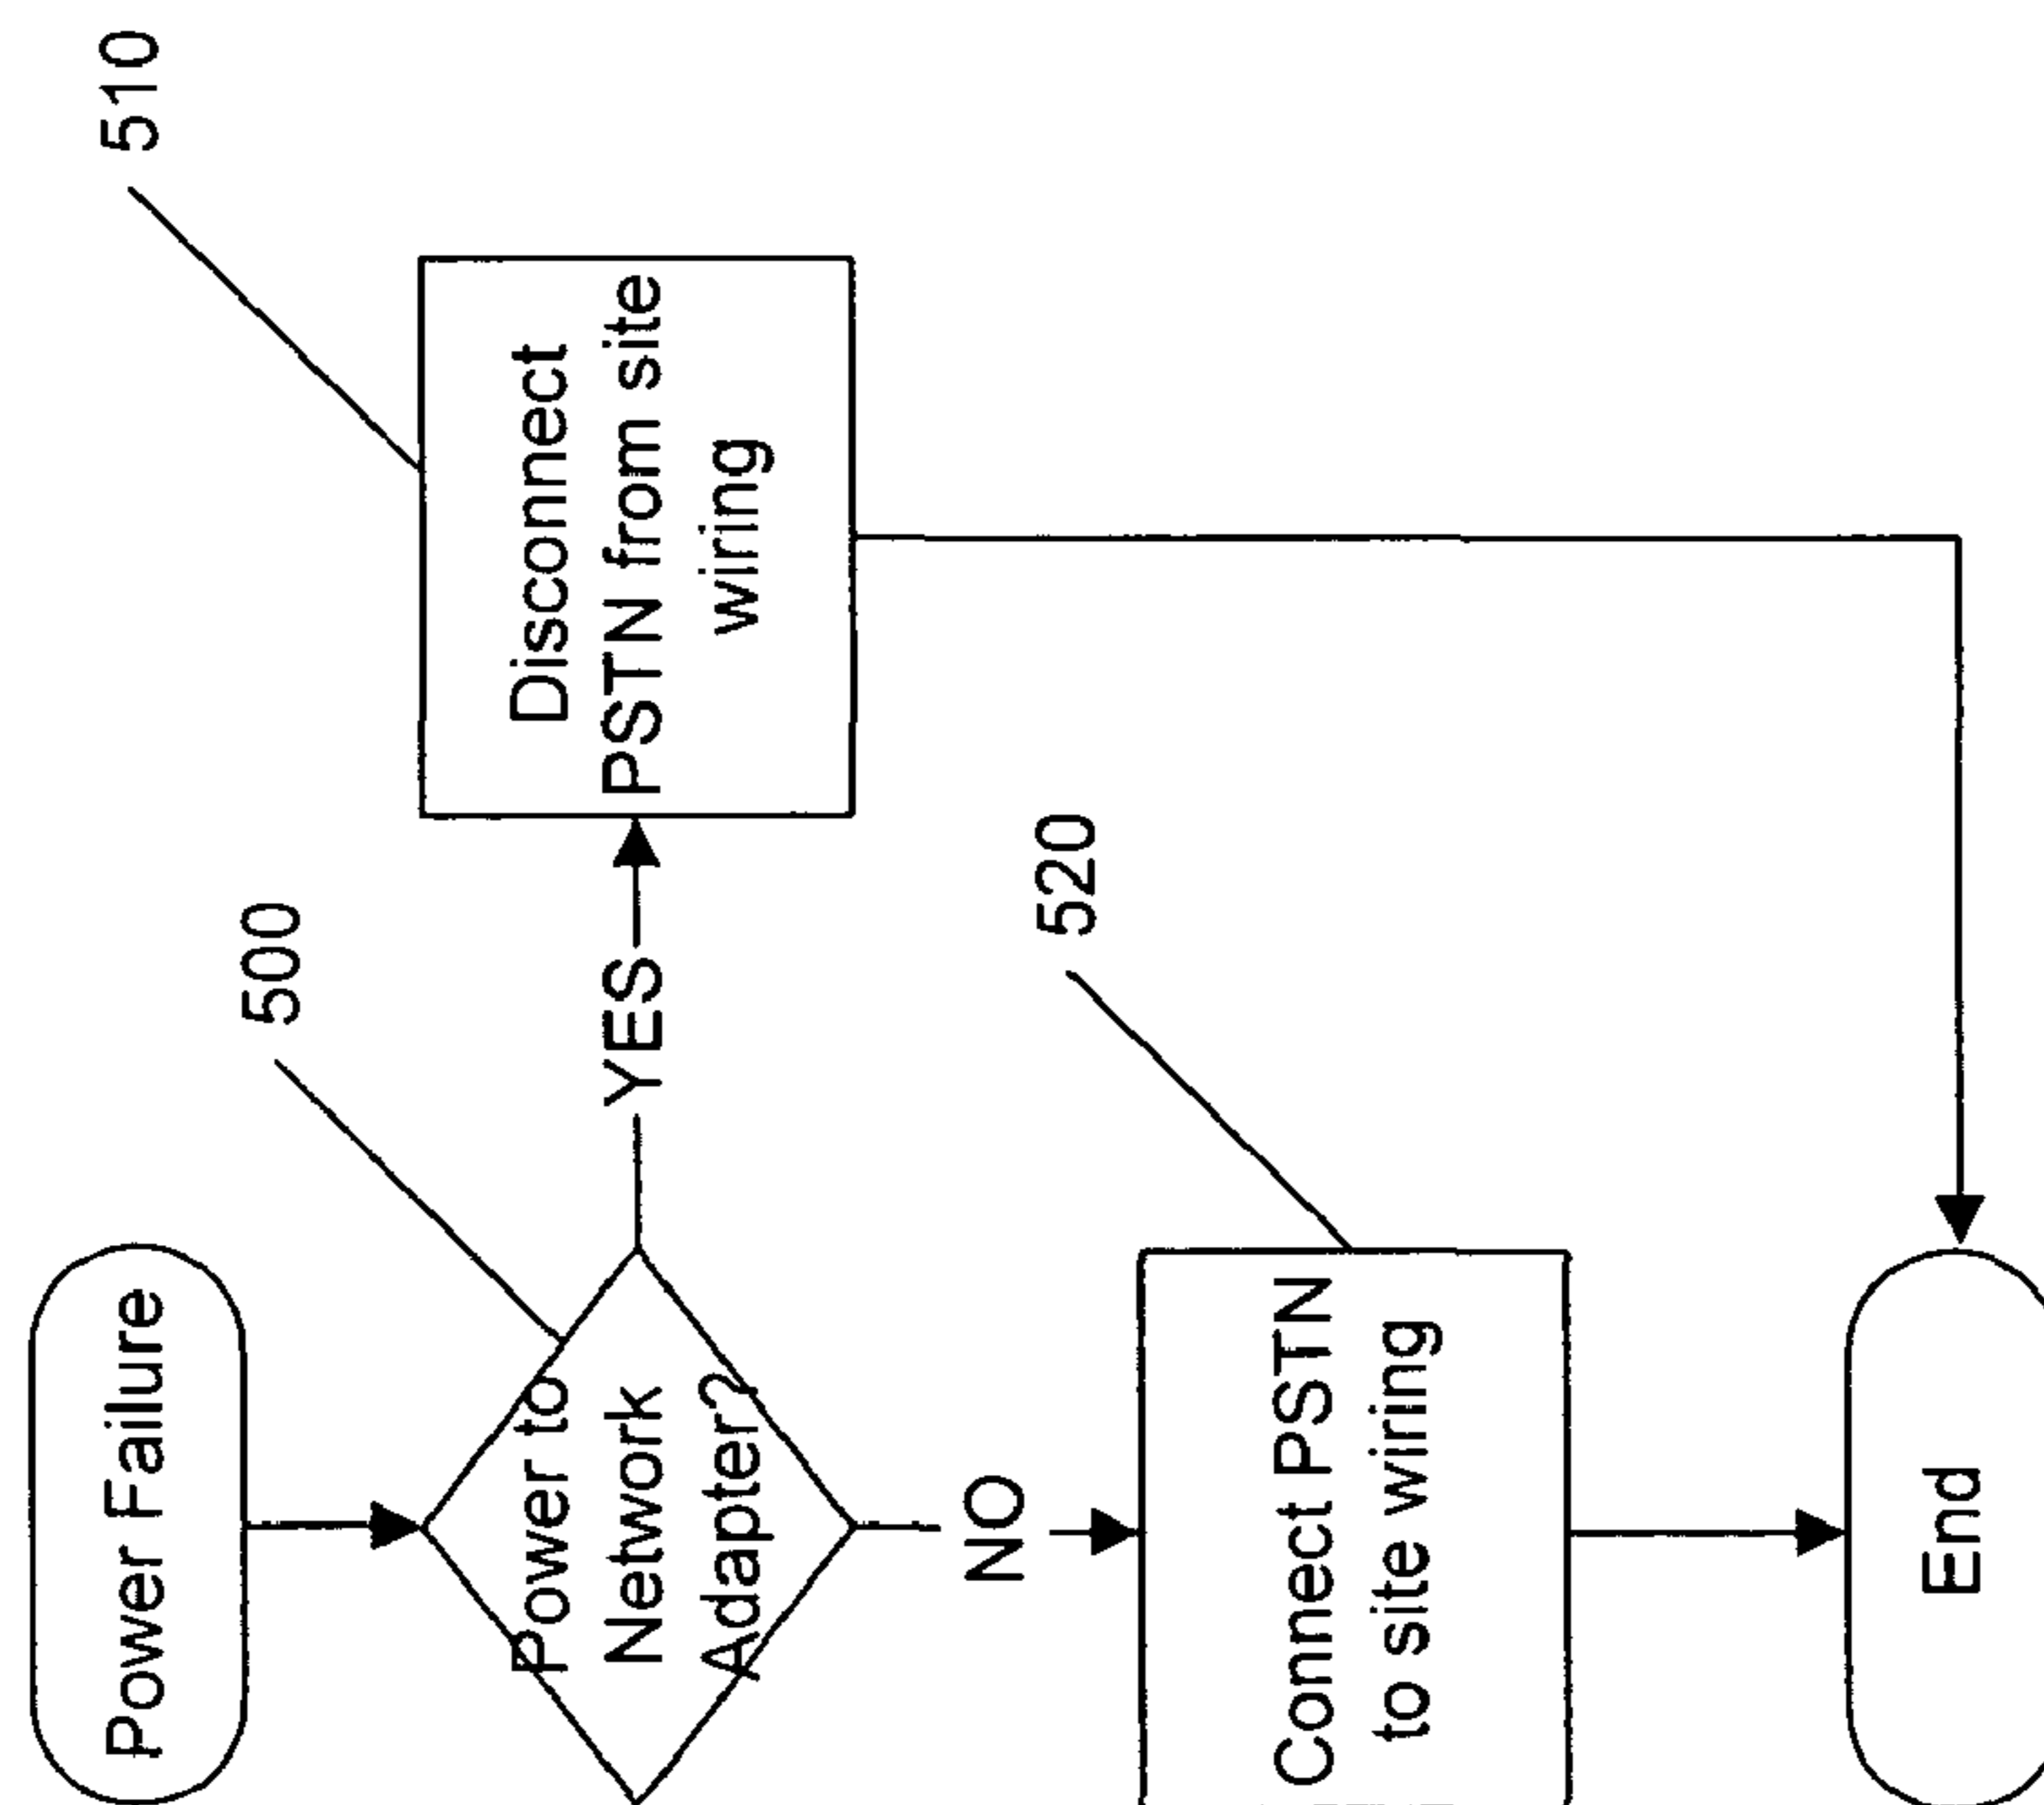 Power Failure
500
Power to
Network
Adapter?
YES
510
Disconnect
PSTN from site
wiring
NO
520
Connect PSTN
to site wiring
End